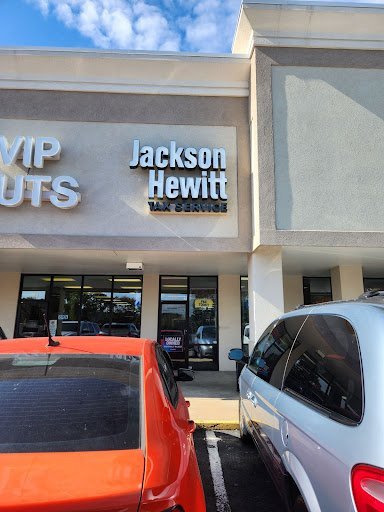 VIP
UTS
Jackson
Hewitt
TAX SERVICE